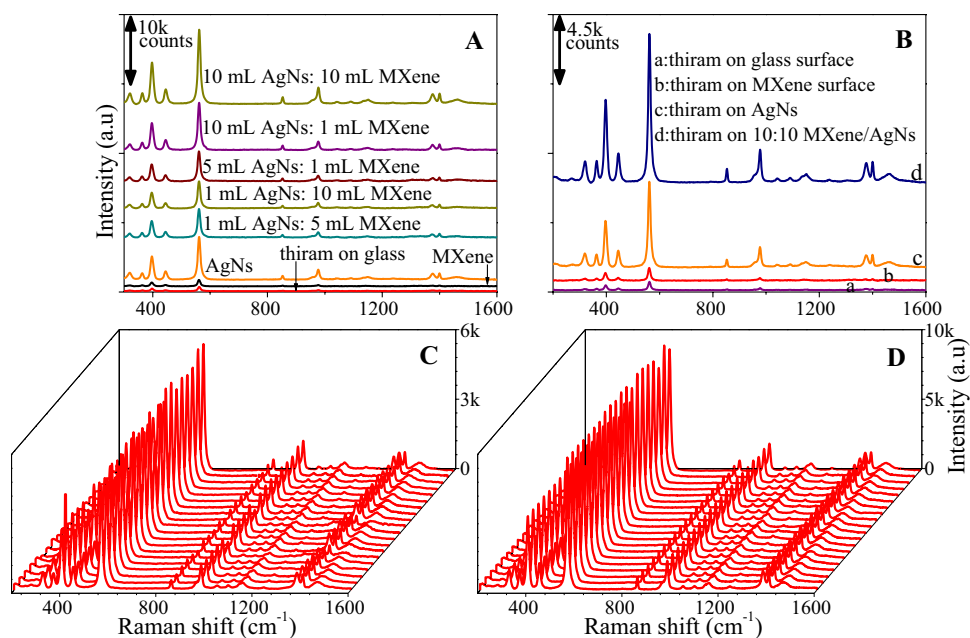 10k
counts
A
10 mL AgNs: 10 mL MXene
10 mL AgNs: 1 mL MXene
5 mL AgNs: 1 mL MXene
1 mL AgNs: 10 mL MXene
1 mL AgNs: 5 mL MXene
AgNs
thiram on glass
MXene
Intensity (a.u)
400 800 1200 1600
4.5k
counts
B
a:thiram on glass surface
b:thiram on MXene surface
c:thiram on AgNs
d:thiram on 10:10 MXene/AgNs
d
c
b
a
400 800 1200 1600
C
6k
3k
0
400 800 1200 1600
Raman shift (cm⁻¹)
D
10k
5k
0
Intensity (a.u)
400 800 1200 1600
Raman shift (cm⁻¹)